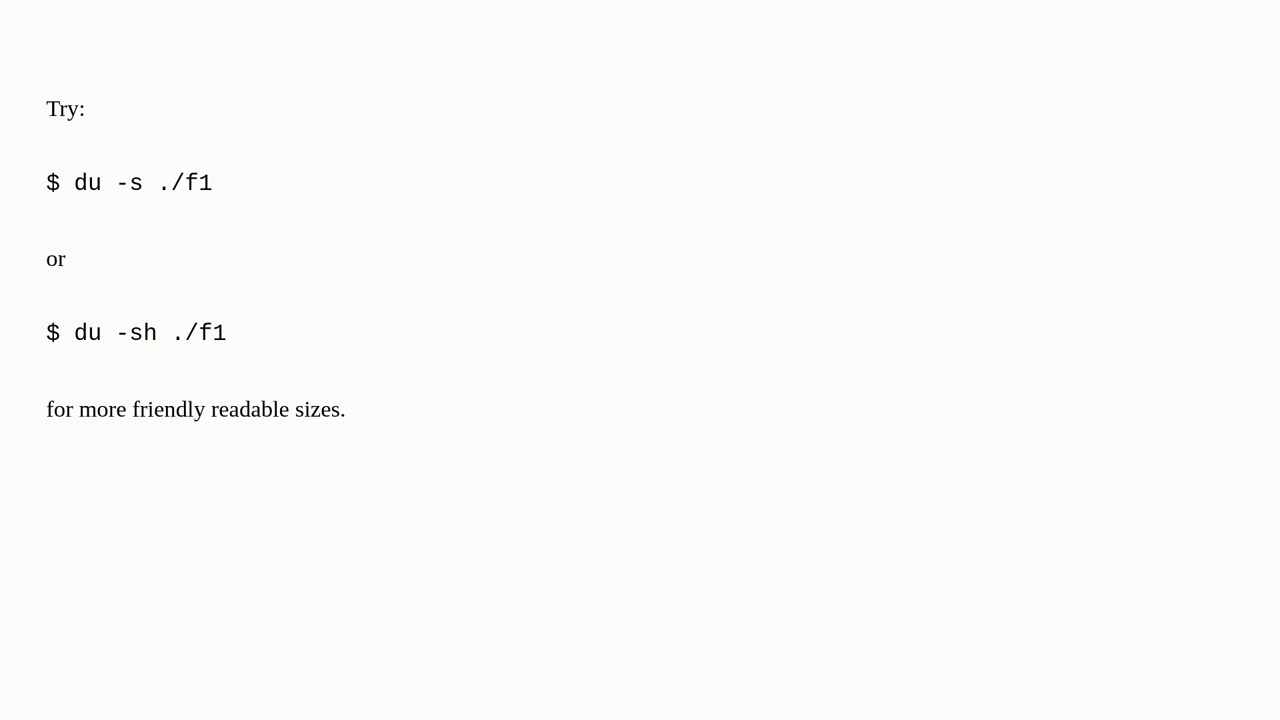 Try:
$ du -s ./f1
or
$ du -sh ./f1
for more friendly readable sizes.